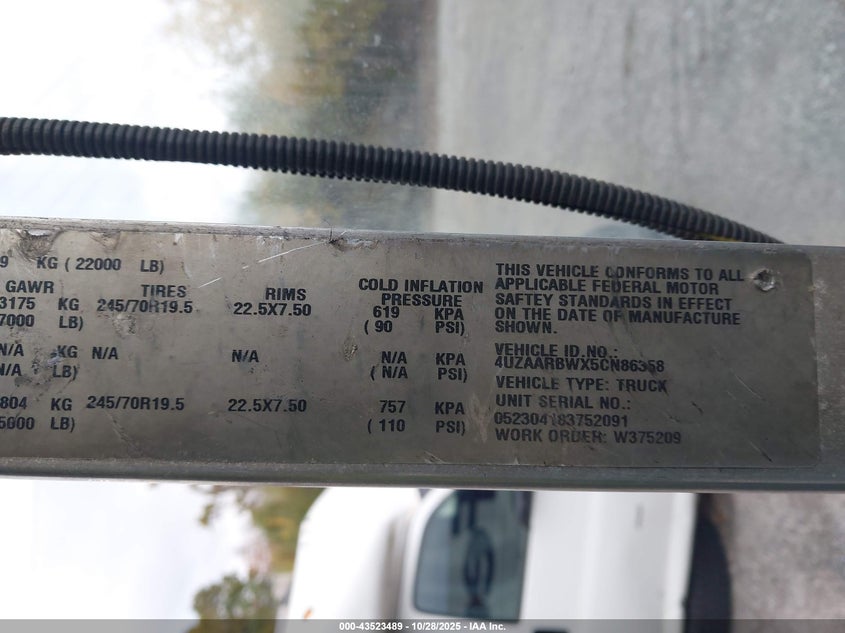 9 KG ( 22000 LB)
GAWR TIRES RIMS COLD INFLATION PRESSURE
3175 KG 245/70R19.5 22.5X7.50 619 KPA
7000 LB) ( 90 PSI)
N/A KG N/A N/A N/A KPA
N/A LB) ( N/A PSI)
804 KG 245/70R19.5 22.5X7.50 757 KPA
5000 LB) ( 110 PSI)
THIS VEHICLE CONFORMS TO ALL
APPLICABLE FEDERAL MOTOR
SAFTEY STANDARDS IN EFFECT
ON THE DATE OF MANUFACTURE
SHOWN.
VEHICLE ID.NO.:
4UZAARBWX5CN86358
VEHICLE TYPE: TRUCK
UNIT SERIAL NO.:
052304183752091
WORK ORDER: W375209
000-43523489 - 10/28/2025 - IAA Inc.